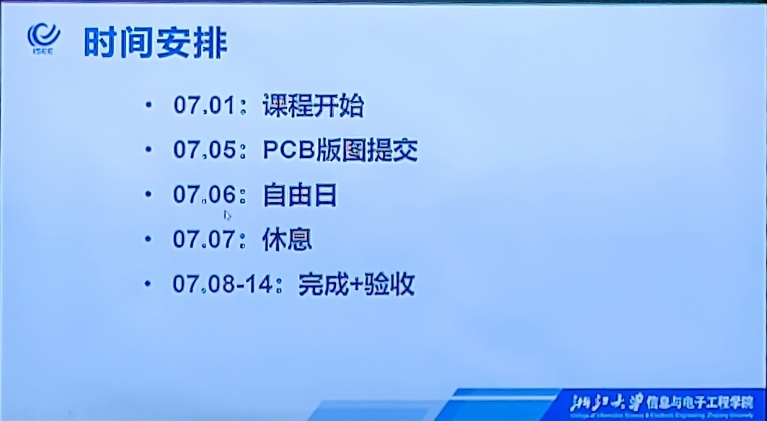 ISEE
时间安排
• 07.01：课程开始
• 07.05：PCB版图提交
• 07.06：自由日
• 07.07：休息
• 07.08-14：完成+验收
浙江大学 信息与电子工程学院
College of Information Science & Electronic Engineering, Zhejiang University